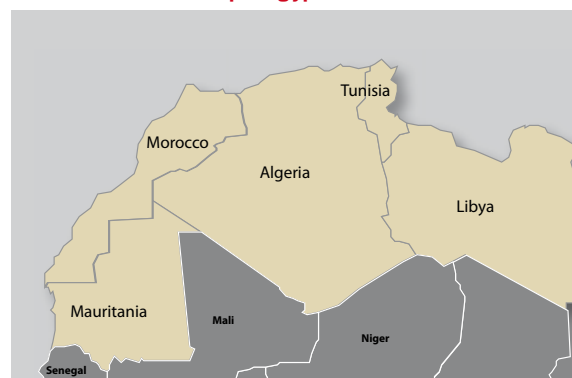 Tunisia
Morocco
Algeria
Libya
Mauritania
Mali
Niger
Senegal